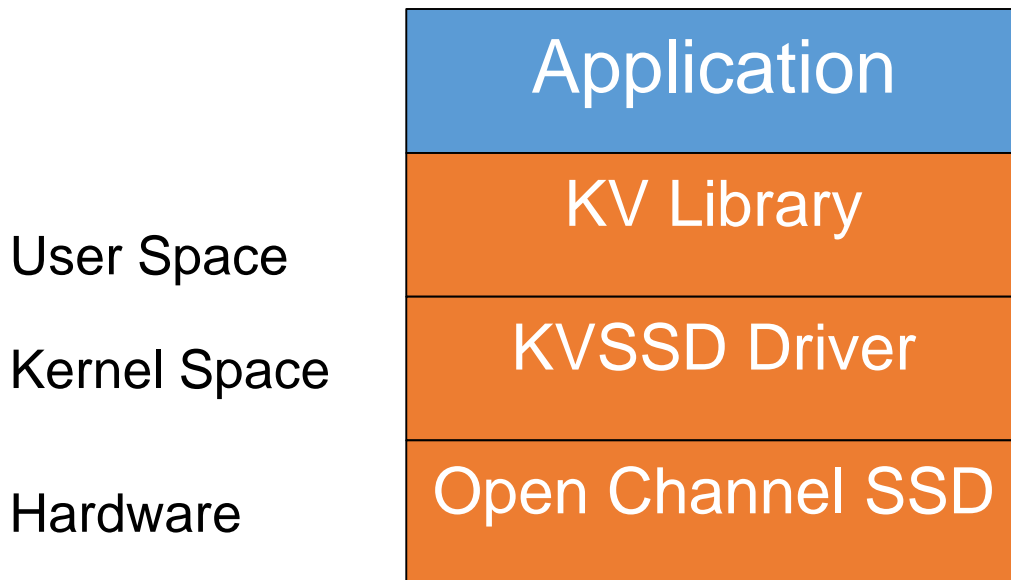 Application
KV Library
User Space
KVSSD Driver
Kernel Space
Open Channel SSD
Hardware